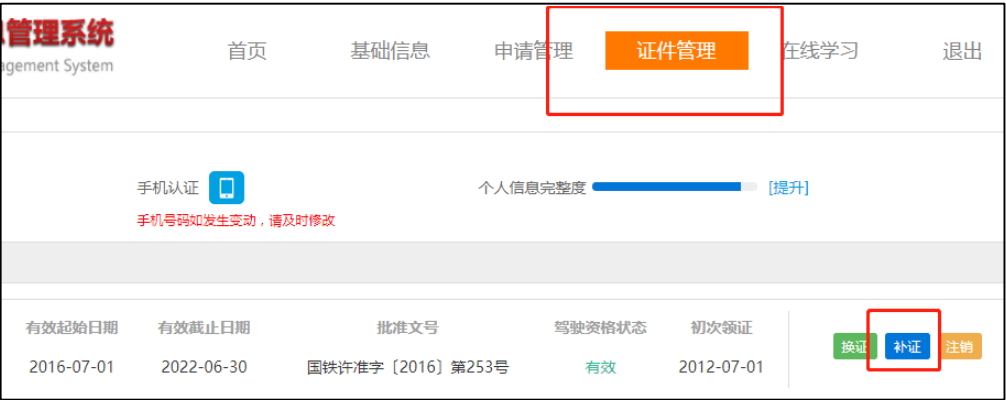 管理系统
agement System
首页 基础信息 申请管理 证件管理 在线学习 退出
手机认证 个人信息完整度 [提升]
手机号码如发生变动，请及时修改
有效起始日期 有效截止日期 批准文号 驾驶资格状态 初次领证
换证 补证 注销
2016-07-01 2022-06-30 国铁许准字〔2016〕第253号 有效 2012-07-01